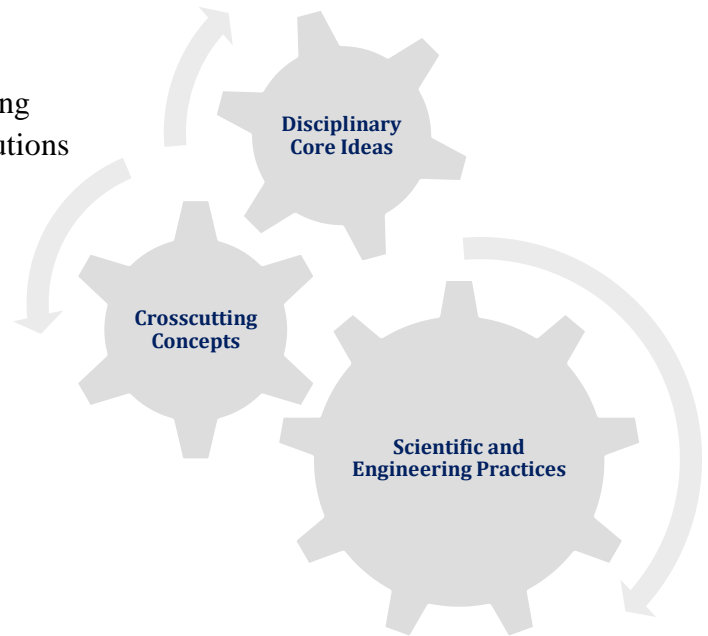 ng
utions
Disciplinary
Core Ideas
Crosscutting
Concepts
Scientific and
Engineering Practices